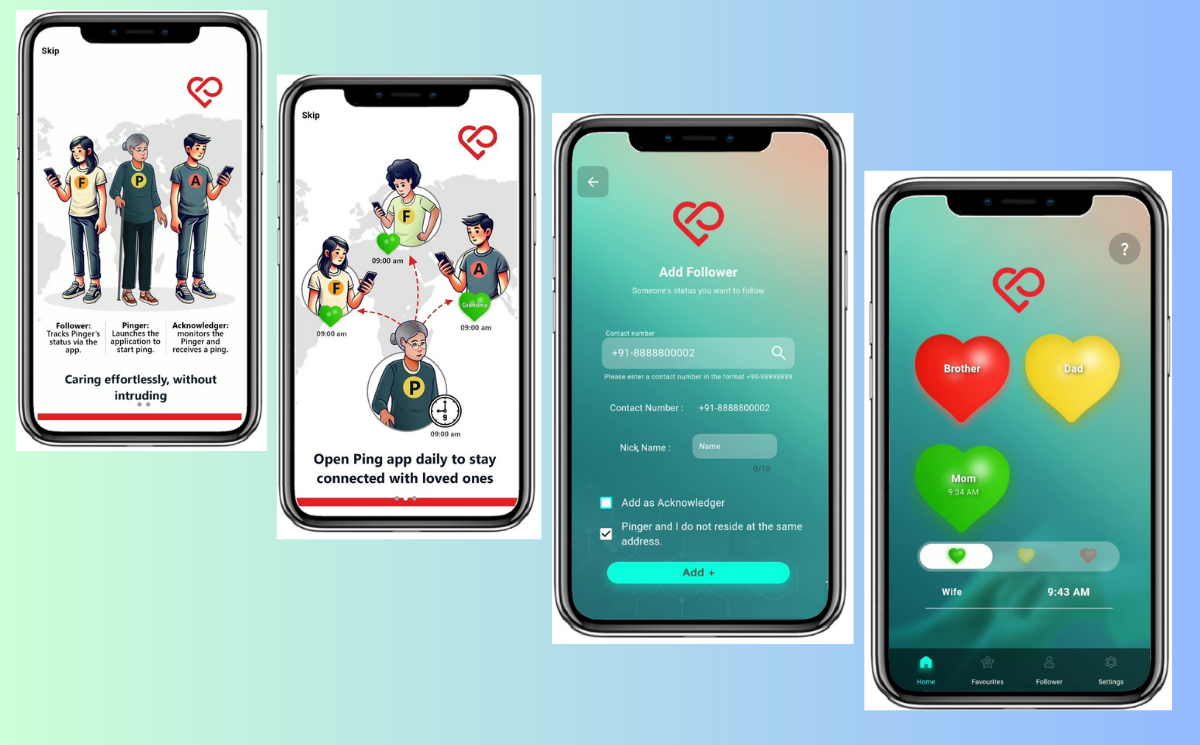 Skip
F
P
A
Follower:
Tracks Pinger's
status via the
app.
Pinger:
Launches the
application to
start ping.
Acknowledger:
monitors the
Pinger and
receives a ping.
Caring effortlessly, without
intruding
Skip
F
09:00 am
F
09:00 am
A
Grandma
09:00 am
P
9
09:00 am
Open Ping app daily to stay
connected with loved ones
Add Follower
Someone's status you want to follow
Contact number
+91-8888800002
Please enter a contact number in the format +99-99999999
Contact Number : +91-8888800002
Nick Name : Name
0/10
Add as Acknowledger
Pinger and I do not reside at the same
address.
Add +
?
Brother
Dad
Mom
9:34 AM
Wife 9:43 AM
Home Favourites Follower Settings